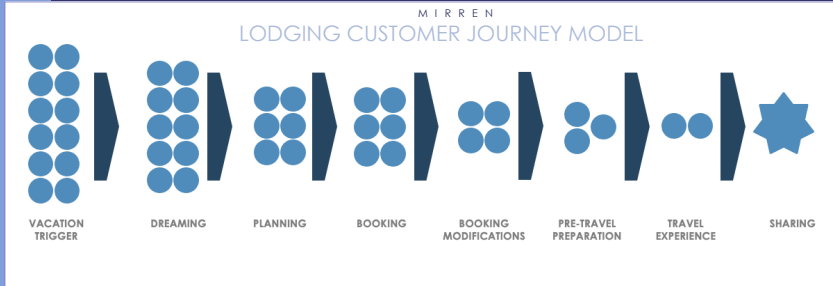 MIRREN
LODGING CUSTOMER JOURNEY MODEL
VACATION
TRIGGER
DREAMING
PLANNING
BOOKING
BOOKING
MODIFICATIONS
PRE-TRAVEL
PREPARATION
TRAVEL
EXPERIENCE
SHARING